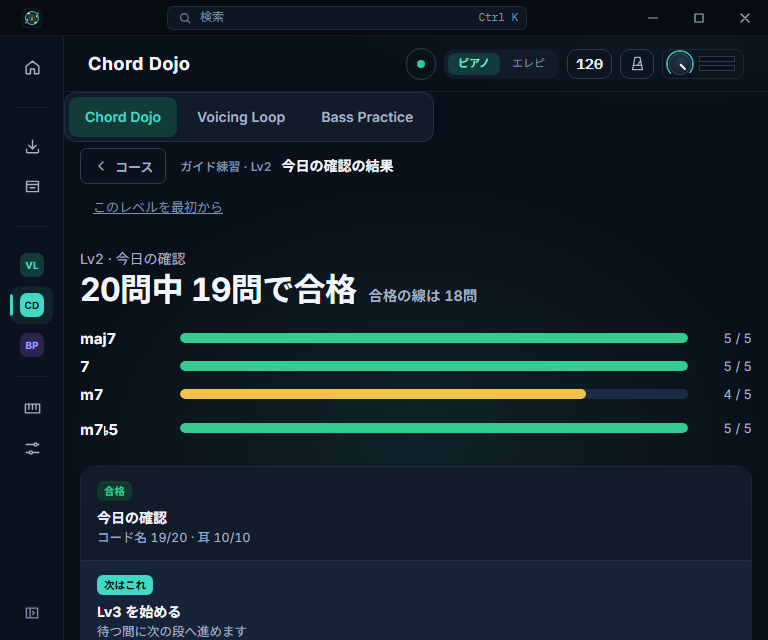 検索 Ctrl K
Chord Dojo
ピアノ エレピ 120
Chord Dojo Voicing Loop Bass Practice
コース ガイド練習 · Lv2 今日の確認の結果
このレベルを最初から
VL
CD
BP
Lv2 · 今日の確認
20問中 19問で合格 合格の線は 18問
maj7 5 / 5
7 5 / 5
m7 4 / 5
m7♭5 5 / 5
合格
今日の確認
コード名 19/20 · 耳 10/10
次はこれ
Lv3 を始める
待つ間に次の段へ進めます